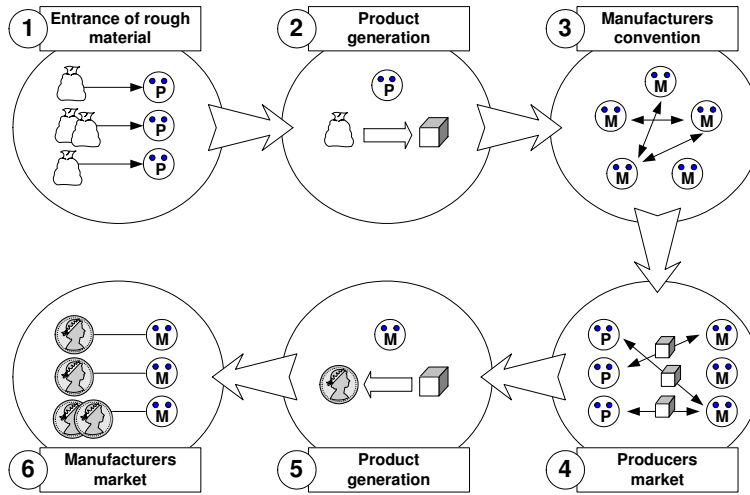 1
Entrance of rough
material
P
P
P
2
Product
generation
P
3
Manufacturers
convention
M
M
M
M
M
4
Producers
market
P
M
P
M
P
M
5
Product
generation
M
6
Manufacturers
market
M
M
M